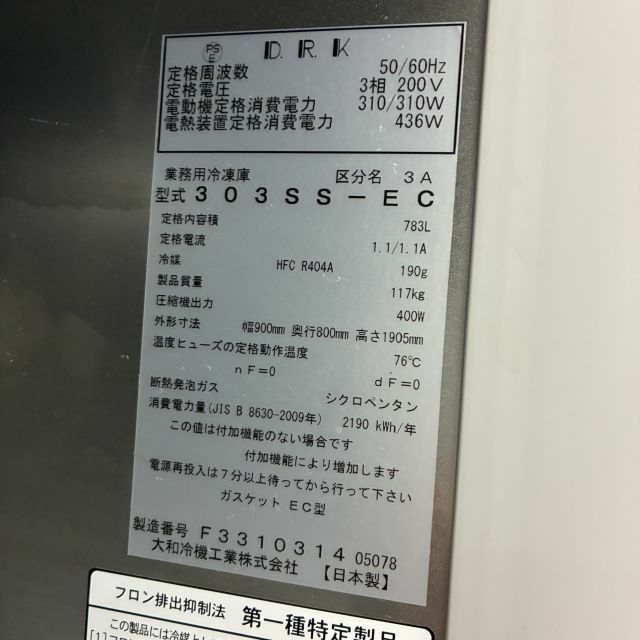 PS E D.R.K
定格周波数 50/60Hz
定格電圧 3相 200V
電動機定格消費電力 310/310W
電熱装置定格消費電力 436W
業務用冷凍庫 区分名 3A
型式 303SS-EC
定格内容積 783L
定格電流 1.1/1.1A
冷媒 HFC R404A 190g
製品質量 117kg
圧縮機出力 400W
外形寸法 幅900mm 奥行800mm 高さ1905mm
温度ヒューズの定格動作温度 76℃
nF=0 dF=0
断熱発泡ガス シクロペンタン
消費電力量(JIS B 8630-2009年) 2190 kWh/年
この値は付加機能のない場合です
付加機能により増加します
電源再投入は7分以上待ってから行って下さい
ガスケット EC型
製造番号 F3310314 05078
大和冷機工業株式会社 【日本製】
フロン排出抑制法 第一種特定製品
この製品には冷媒と